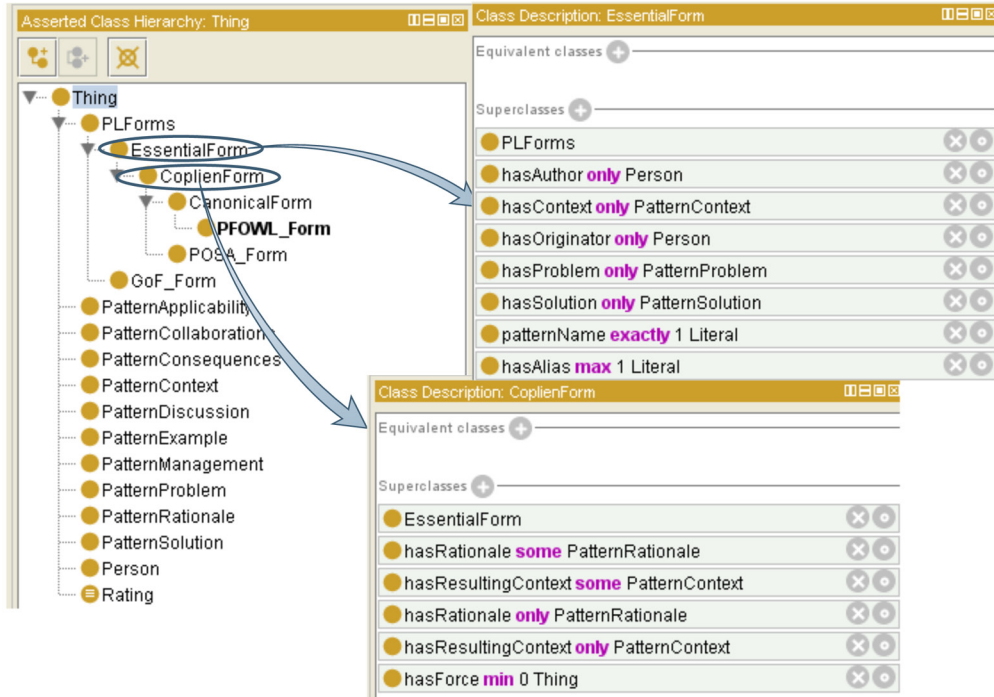 Asserted Class Hierarchy: Thing
Thing
PLForms
EssentialForm
CoplienForm
CanonicalForm
PFOWL_Form
POSA_Form
GoF_Form
PatternApplicability
PatternCollaborations
PatternConsequences
PatternContext
PatternDiscussion
PatternExample
PatternManagement
PatternProblem
PatternRationale
PatternSolution
Person
Rating
Class Description: EssentialForm
Equivalent classes
Superclasses
PLForms
hasAuthor only Person
hasContext only PatternContext
hasOriginator only Person
hasProblem only PatternProblem
hasSolution only PatternSolution
patternName exactly 1 Literal
hasAlias max 1 Literal
Class Description: CoplienForm
Equivalent classes
Superclasses
EssentialForm
hasRationale some PatternRationale
hasResultingContext some PatternContext
hasRationale only PatternRationale
hasResultingContext only PatternContext
hasForce min 0 Thing